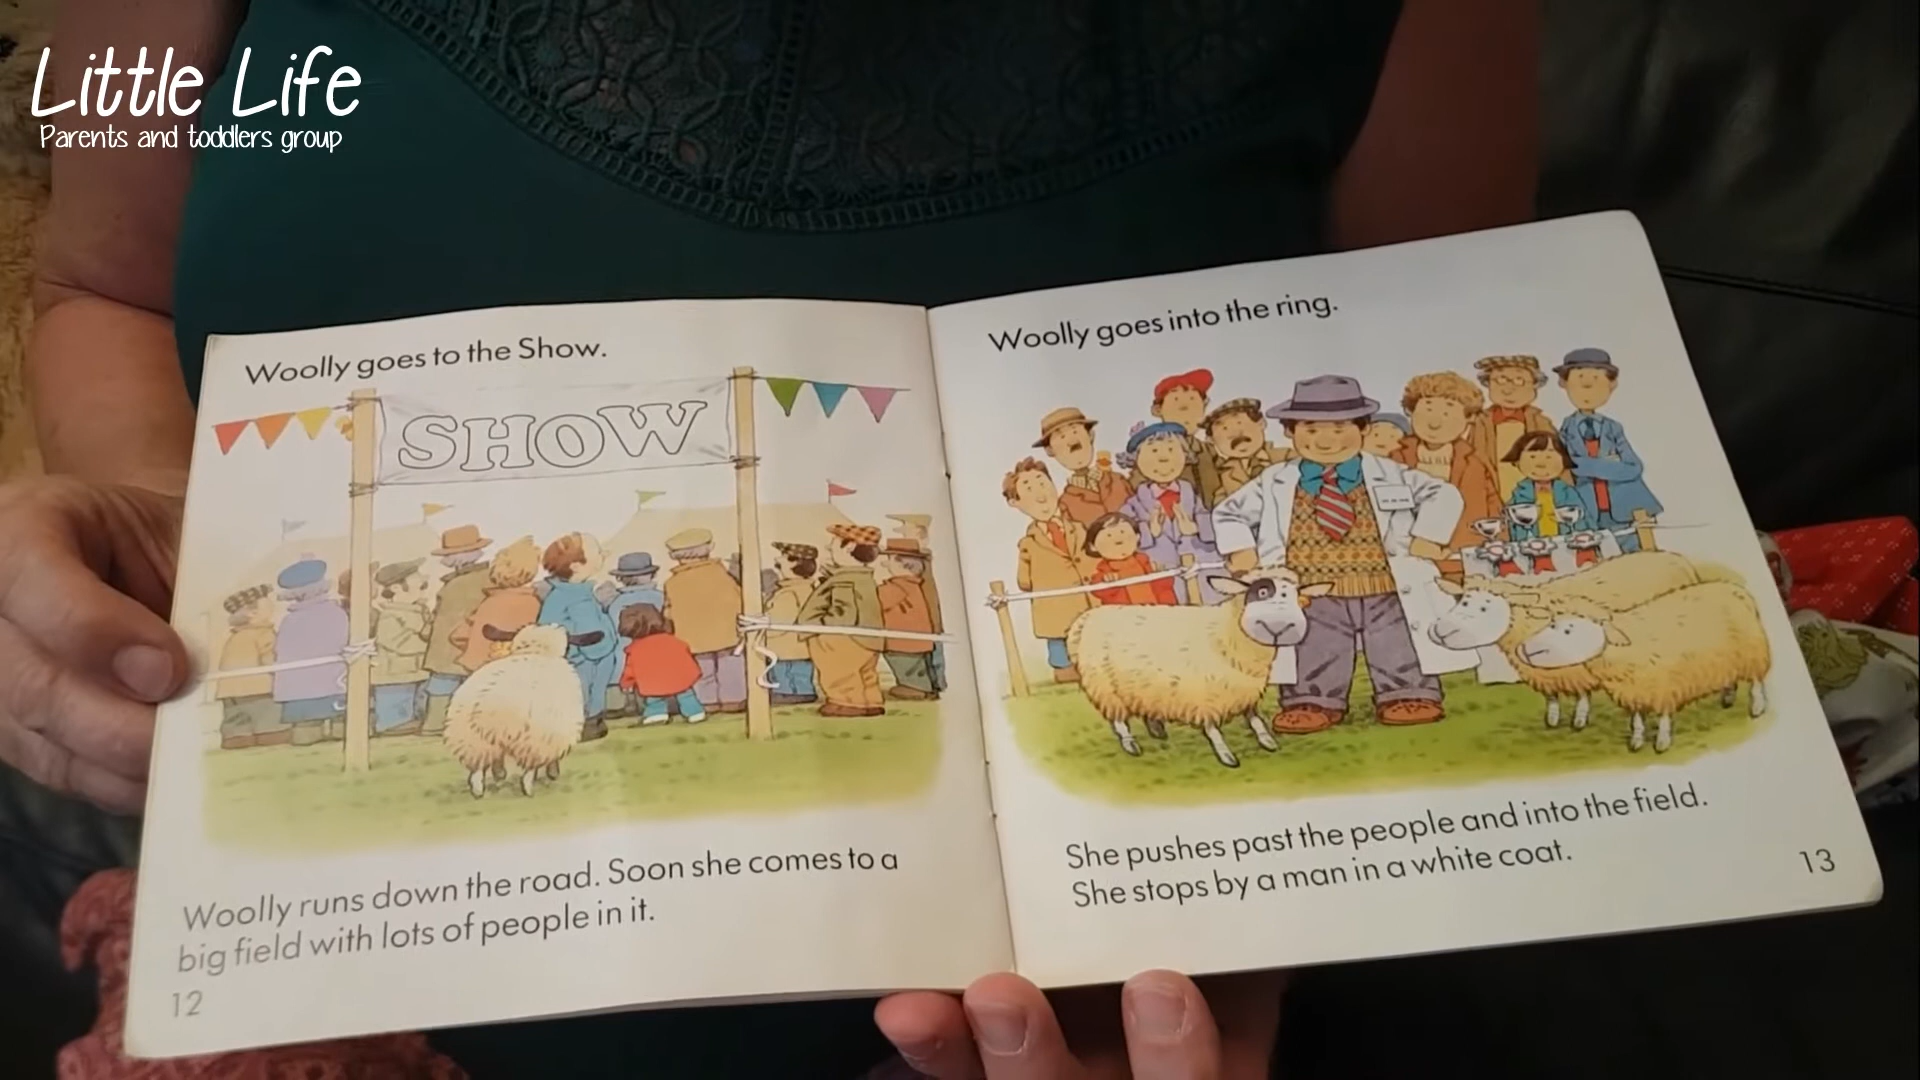 Little Life
Parents and toddlers group
Woolly goes to the Show.
SHOW
Woolly runs down the road. Soon she comes to a
big field with lots of people in it.
12
Woolly goes into the ring.
She pushes past the people and into the field.
She stops by a man in a white coat.
13